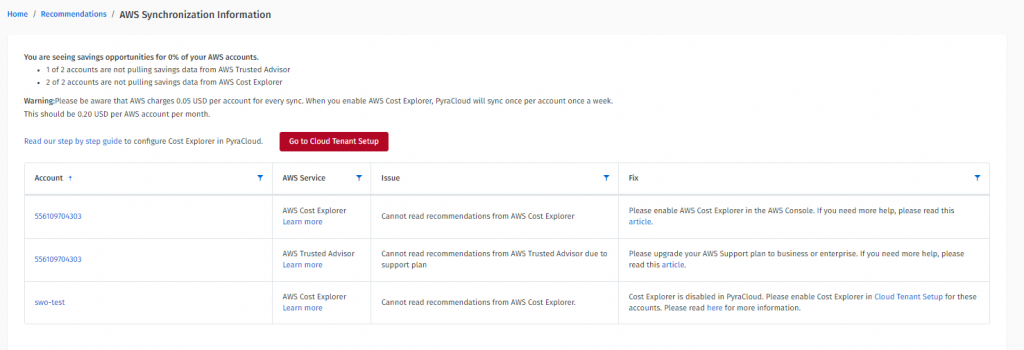 Home / Recommendations / AWS Synchronization Information
You are seeing savings opportunities for 0% of your AWS accounts.
• 1 of 2 accounts are not pulling savings data from AWS Trusted Advisor
• 2 of 2 accounts are not pulling savings data from AWS Cost Explorer
Warning:Please be aware that AWS charges 0.05 USD per account for every sync. When you enable AWS Cost Explorer, PyraCloud will sync once per account once a week.
This should be 0.20 USD per AWS account per month.
Read our step by step guide to configure Cost Explorer in PyraCloud. Go to Cloud Tenant Setup
Account ↑ AWS Service Issue Fix
556109704303
AWS Cost Explorer
Learn more
Cannot read recommendations from AWS Cost Explorer
Please enable AWS Cost Explorer in the AWS Console. If you need more help, please read this
article.
556109704303
AWS Trusted Advisor
Learn more
Cannot read recommendations from AWS Trusted Advisor due to
support plan
Please upgrade your AWS Support plan to business or enterprise. If you need more help, please
read this article.
swo-test
AWS Cost Explorer
Learn more
Cannot read recommendations from AWS Cost Explorer.
Cost Explorer is disabled in PyraCloud. Please enable Cost Explorer in Cloud Tenant Setup for these
accounts. Please read here for more information.